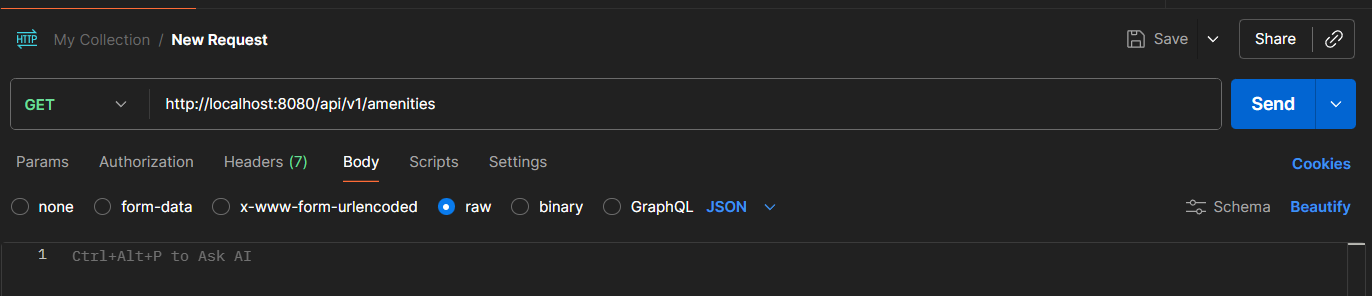 HTTP My Collection / New Request Save Share
GET http://localhost:8080/api/v1/amenities Send
Params Authorization Headers (7) Body Scripts Settings Cookies
none form-data x-www-form-urlencoded raw binary GraphQL JSON Schema Beautify
1 Ctrl+Alt+P to Ask AI